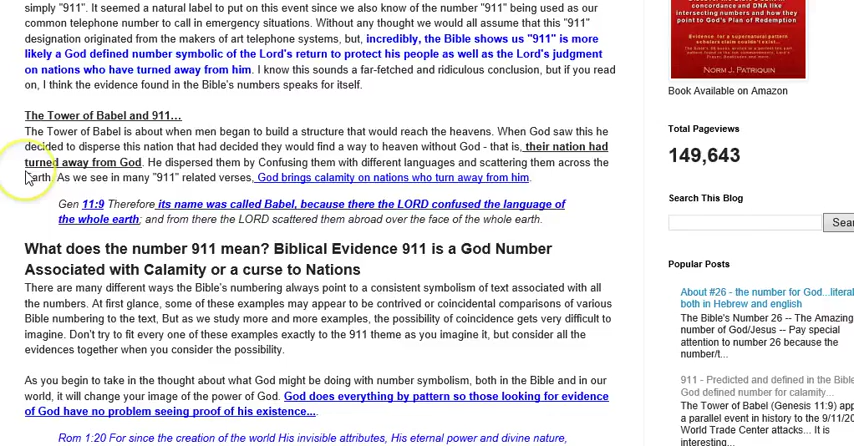 simply "911". It seemed a natural label to put on this event since we also know of the number "911" being used as our
common telephone number to call in emergency situations. Without any thought we would all assume that this "911"
designation originated from the makers of art telephone systems, but, incredibly, the Bible shows us "911" is more
likely a God defined number symbolic of the Lord's return to protect his people as well as the Lord's judgment
on nations who have turned away from him. I know this sounds a far-fetched and ridiculous conclusion, but if you read
on, I think the evidence found in the Bible's numbers speaks for itself.
The Tower of Babel and 911…
The Tower of Babel is about when men began to build a structure that would reach the heavens. When God saw this he
decided to disperse this nation that had decided they would find a way to heaven without God - that is, their nation had
turned away from God. He dispersed them by Confusing them with different languages and scattering them across the
Earth. As we see in many "911" related verses, God brings calamity on nations who turn away from him.
Gen 11:9 Therefore its name was called Babel, because there the LORD confused the language of
the whole earth; and from there the LORD scattered them abroad over the face of the whole earth.
What does the number 911 mean? Biblical Evidence 911 is a God Number
Associated with Calamity or a curse to Nations
There are many different ways the Bible's numbering always point to a consistent symbolism of text associated with all
the numbers. At first glance, some of these examples may appear to be contrived or coincidental comparisons of various
Bible numbering to the text, But as we study more and more examples, the possibility of coincidence gets very difficult to
imagine. Don't try to fit every one of these examples exactly to the 911 theme as you imagine it, but consider all the
evidences together when you consider the possibility.
As you begin to take in the thought about what God might be doing with number symbolism, both in the Bible and in our
world, it will change your image of the power of God. God does everything by pattern so those looking for evidence
of God have no problem seeing proof of his existence....
Rom 1:20 For since the creation of the world His invisible attributes, His eternal power and divine nature,
concordance and DNA like
intersecting numbers and how they
point to God's Plan of Redemption
Evidence for a supernatural pattern
scholars claim couldn't exist...
NORM J. PATRIQUIN
Book Available on Amazon
Total Pageviews
149,643
Search This Blog
Sear
Popular Posts
About #26 - the number for God...literal
both in Hebrew and english
The Bible's Number 26 -- The Amazing
number of God/Jesus -- Pay special
attention to number 26 because the
number/t...
911 - Predicted and defined in the Bible
God defined number for calamity...
The Tower of Babel (Genesis 11:9) app
a parallel event in history to the 9/11/20
World Trade Center attacks... It is
interesting...